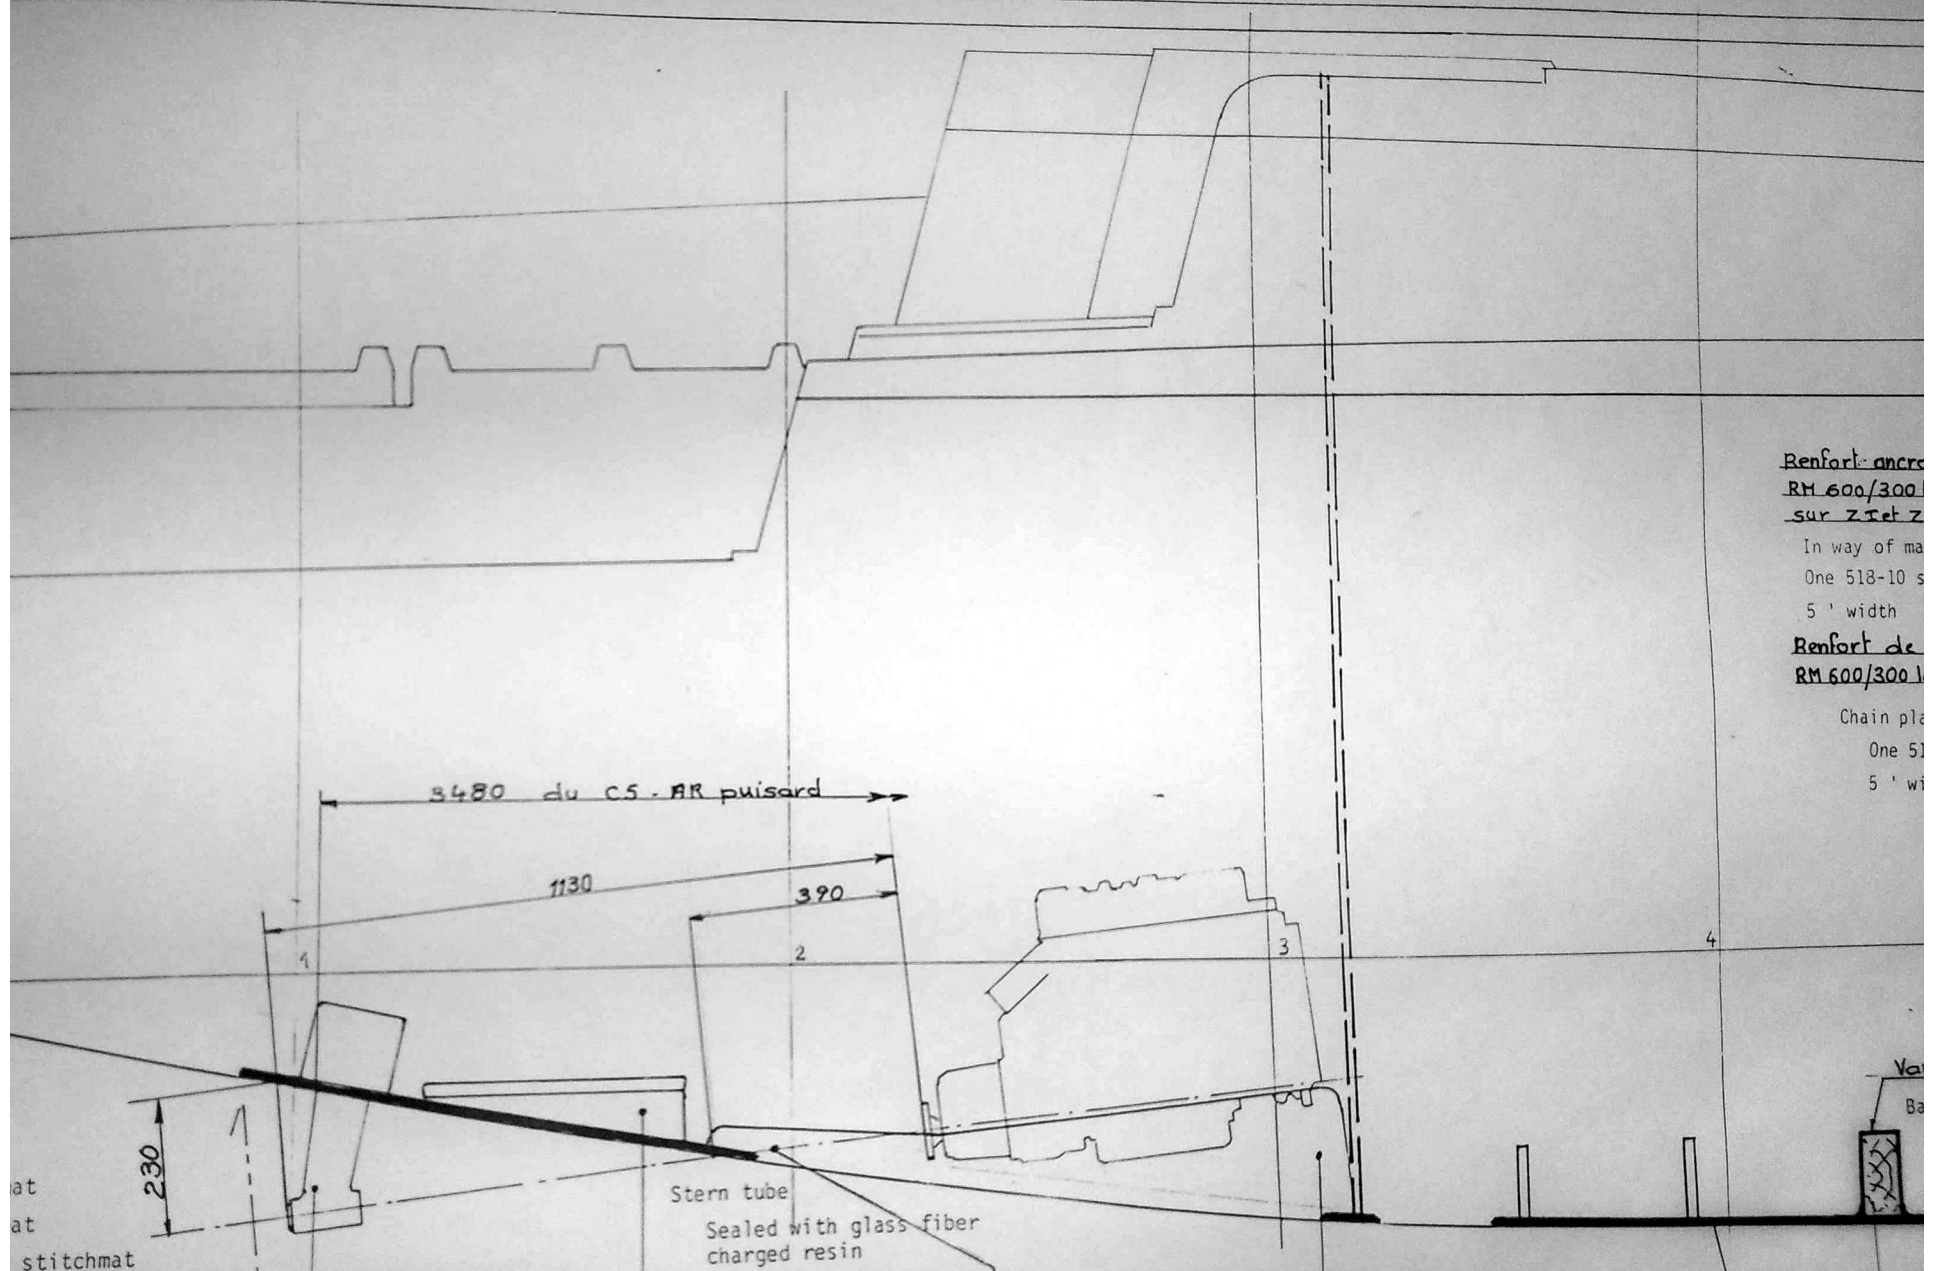 Renfort ancre
RM 600/300
sur Z I et Z
In way of ma
One 518-10 s
5 ' width
Renfort de
RM 600/300 l
Chain pla
One 51
5 ' wi
3480 du C5 - AR puisard
1130
390
1
2
3
4
230
Va
Ba
at
at
stitchmat
Stern tube
Sealed with glass fiber
charged resin